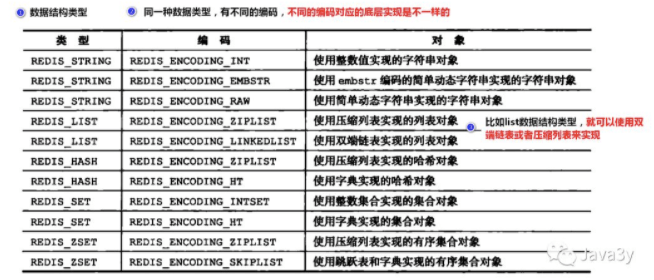 ① 数据结构类型
② 同一种数据类型，有不同的编码，不同的编码对应的底层实现是不一样的
类 型 编 码 对 象
REDIS_STRING REDIS_ENCODING_INT 使用整数值实现的字符串对象
REDIS_STRING REDIS_ENCODING_EMBSTR 使用 embstr 编码的简单动态字符串实现的字符串对象
REDIS_STRING REDIS_ENCODING_RAW 使用简单动态字符串实现的字符串对象
REDIS_LIST REDIS_ENCODING_ZIPLIST 使用压缩列表实现的列表对象
REDIS_LIST REDIS_ENCODING_LINKEDLIST 使用双端链表实现的列表对象
REDIS_HASH REDIS_ENCODING_ZIPLIST 使用压缩列表实现的哈希对象
REDIS_HASH REDIS_ENCODING_HT 使用字典实现的哈希对象
REDIS_SET REDIS_ENCODING_INTSET 使用整数集合实现的集合对象
REDIS_SET REDIS_ENCODING_HT 使用字典实现的集合对象
REDIS_ZSET REDIS_ENCODING_ZIPLIST 使用压缩列表实现的有序集合对象
REDIS_ZSET REDIS_ENCODING_SKIPLIST 使用跳跃表和字典实现的有序集合对象
③ 比如list数据结构类型，就可以使用双
端链表或者压缩列表来实现
Java3y